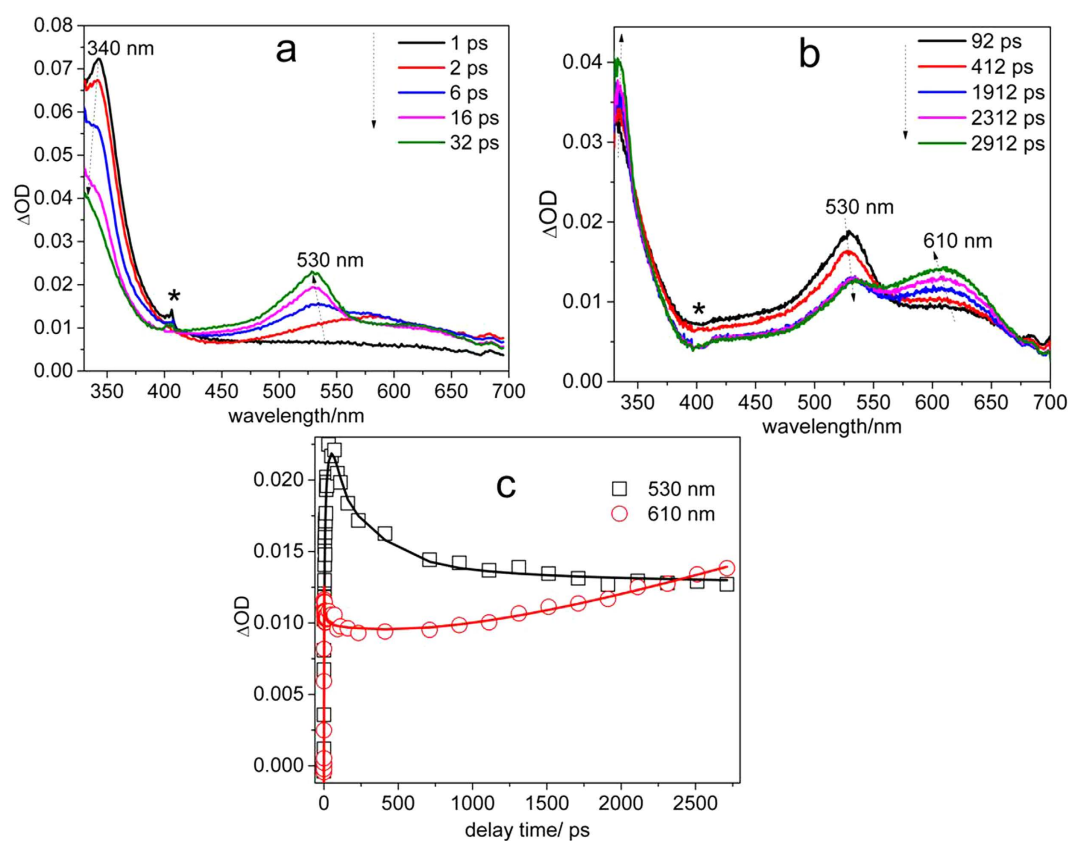 a
340 nm
1 ps
2 ps
6 ps
16 ps
32 ps
*
530 nm
0.08
0.07
0.06
0.05
0.04
0.03
0.02
0.01
0.00
ΔOD
350 400 450 500 550 600 650 700
wavelength/nm
b
92 ps
412 ps
1912 ps
2312 ps
2912 ps
530 nm
610 nm
*
0.04
0.03
0.02
0.01
0.00
ΔOD
350 400 450 500 550 600 650 700
wavelength/nm
c
530 nm
610 nm
0.020
0.015
0.010
0.005
0.000
ΔOD
0 500 1000 1500 2000 2500
delay time/ ps